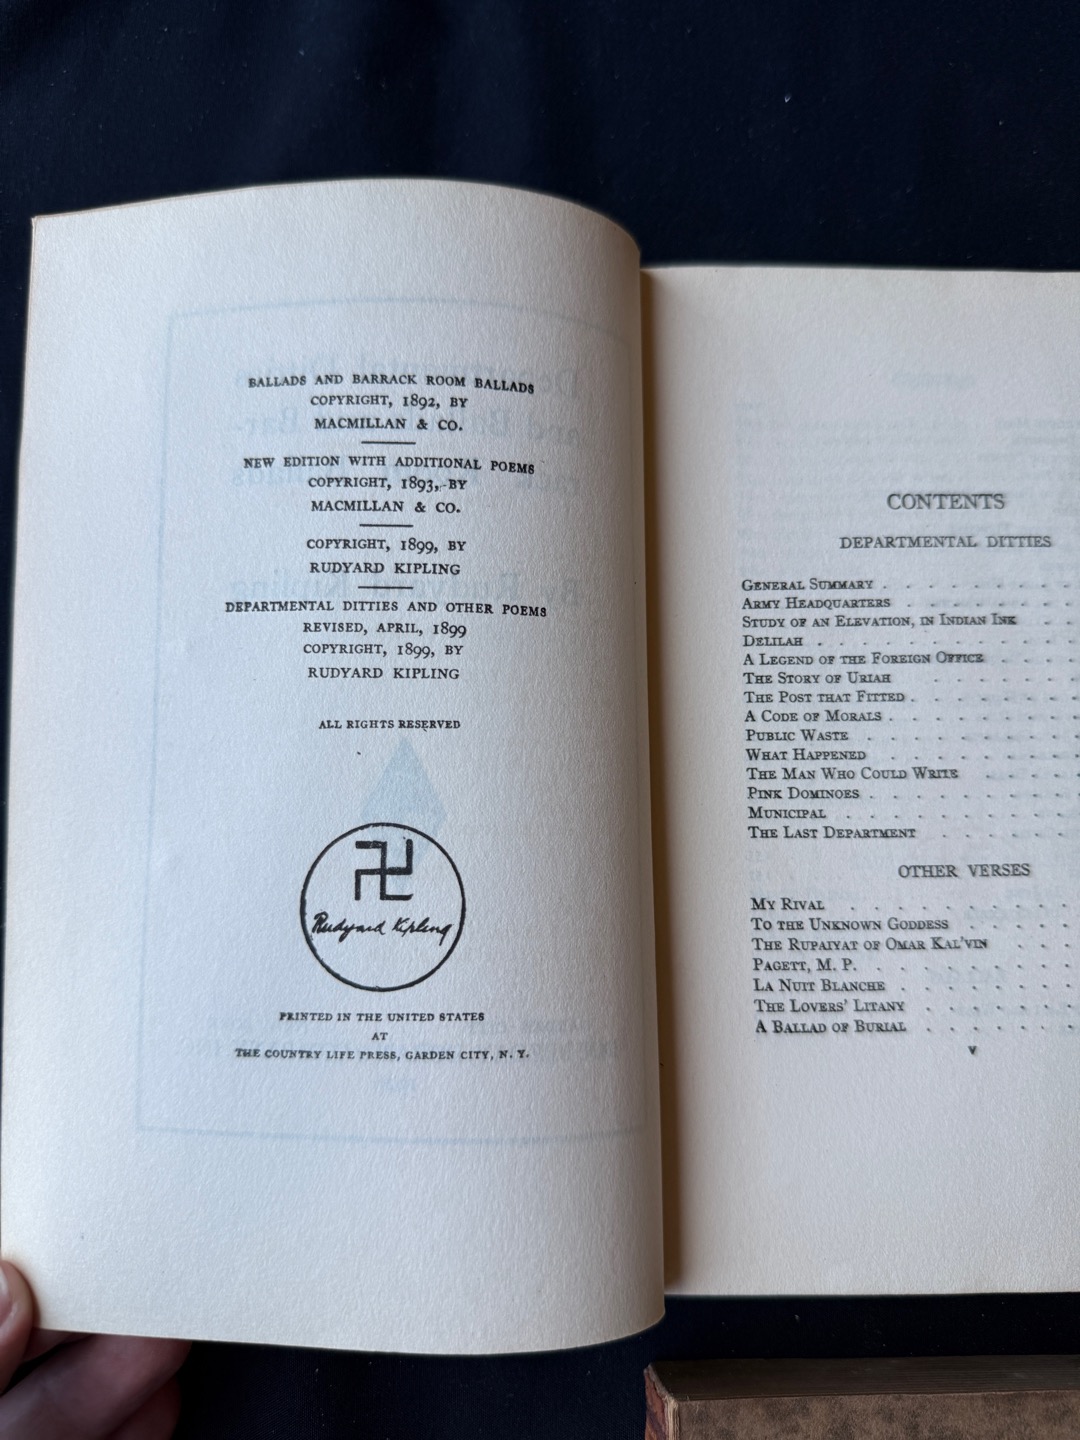 BALLADS AND BARRACK ROOM BALLADS
COPYRIGHT, 1892, BY
MACMILLAN & CO.
NEW EDITION WITH ADDITIONAL POEMS
COPYRIGHT, 1893, BY
MACMILLAN & CO.
COPYRIGHT, 1899, BY
RUDYARD KIPLING
DEPARTMENTAL DITTIES AND OTHER POEMS
REVISED, APRIL, 1899
COPYRIGHT, 1899, BY
RUDYARD KIPLING
ALL RIGHTS RESERVED
Rudyard Kipling
PRINTED IN THE UNITED STATES
AT
THE COUNTRY LIFE PRESS, GARDEN CITY, N. Y.
CONTENTS
DEPARTMENTAL DITTIES
GENERAL SUMMARY
ARMY HEADQUARTERS
STUDY OF AN ELEVATION, IN INDIAN INK
DELILAH
A LEGEND OF THE FOREIGN OFFICE
THE STORY OF URIAH
THE POST THAT FITTED
A CODE OF MORALS
PUBLIC WASTE
WHAT HAPPENED
THE MAN WHO COULD WRITE
PINK DOMINOES
MUNICIPAL
THE LAST DEPARTMENT
OTHER VERSES
MY RIVAL
TO THE UNKNOWN GODDESS
THE RUPAIYAT OF OMAR KAL'VIN
PAGETT, M. P.
LA NUIT BLANCHE
THE LOVERS' LITANY
A BALLAD OF BURIAL
v